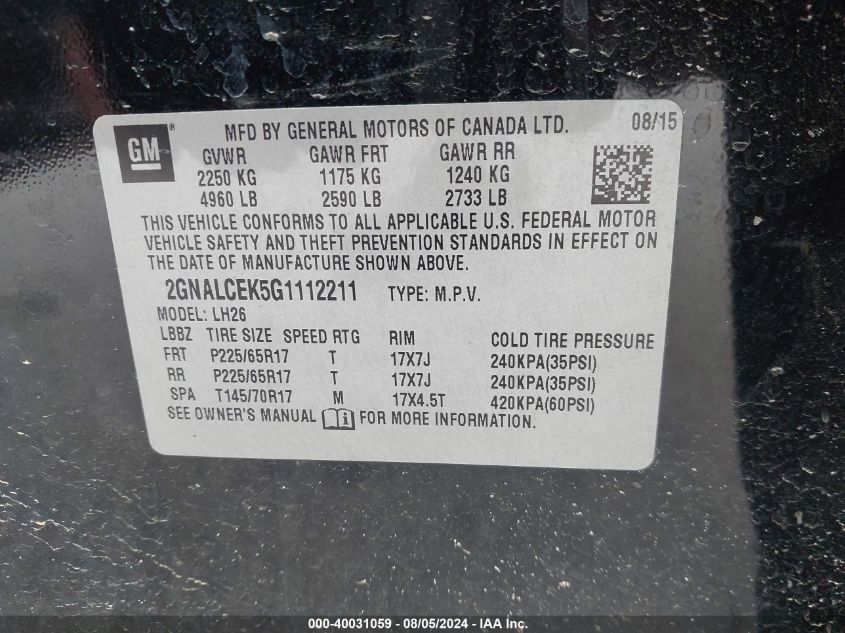 GM ®
MFD BY GENERAL MOTORS OF CANADA LTD. 08/15
GVWR GAWR FRT GAWR RR
2250 KG 1175 KG 1240 KG
4960 LB 2590 LB 2733 LB
THIS VEHICLE CONFORMS TO ALL APPLICABLE U.S. FEDERAL MOTOR
VEHICLE SAFETY AND THEFT PREVENTION STANDARDS IN EFFECT ON
THE DATE OF MANUFACTURE SHOWN ABOVE.
2GNALCEK5G1112211 TYPE: M.P.V.
MODEL: LH26
LBBZ TIRE SIZE SPEED RTG RIM COLD TIRE PRESSURE
FRT P225/65R17 T 17X7J 240KPA(35PSI)
RR P225/65R17 T 17X7J 240KPA(35PSI)
SPA T145/70R17 M 17X4.5T 420KPA(60PSI)
SEE OWNER'S MANUAL FOR MORE INFORMATION.
000-40031059 - 08/05/2024 - IAA Inc.